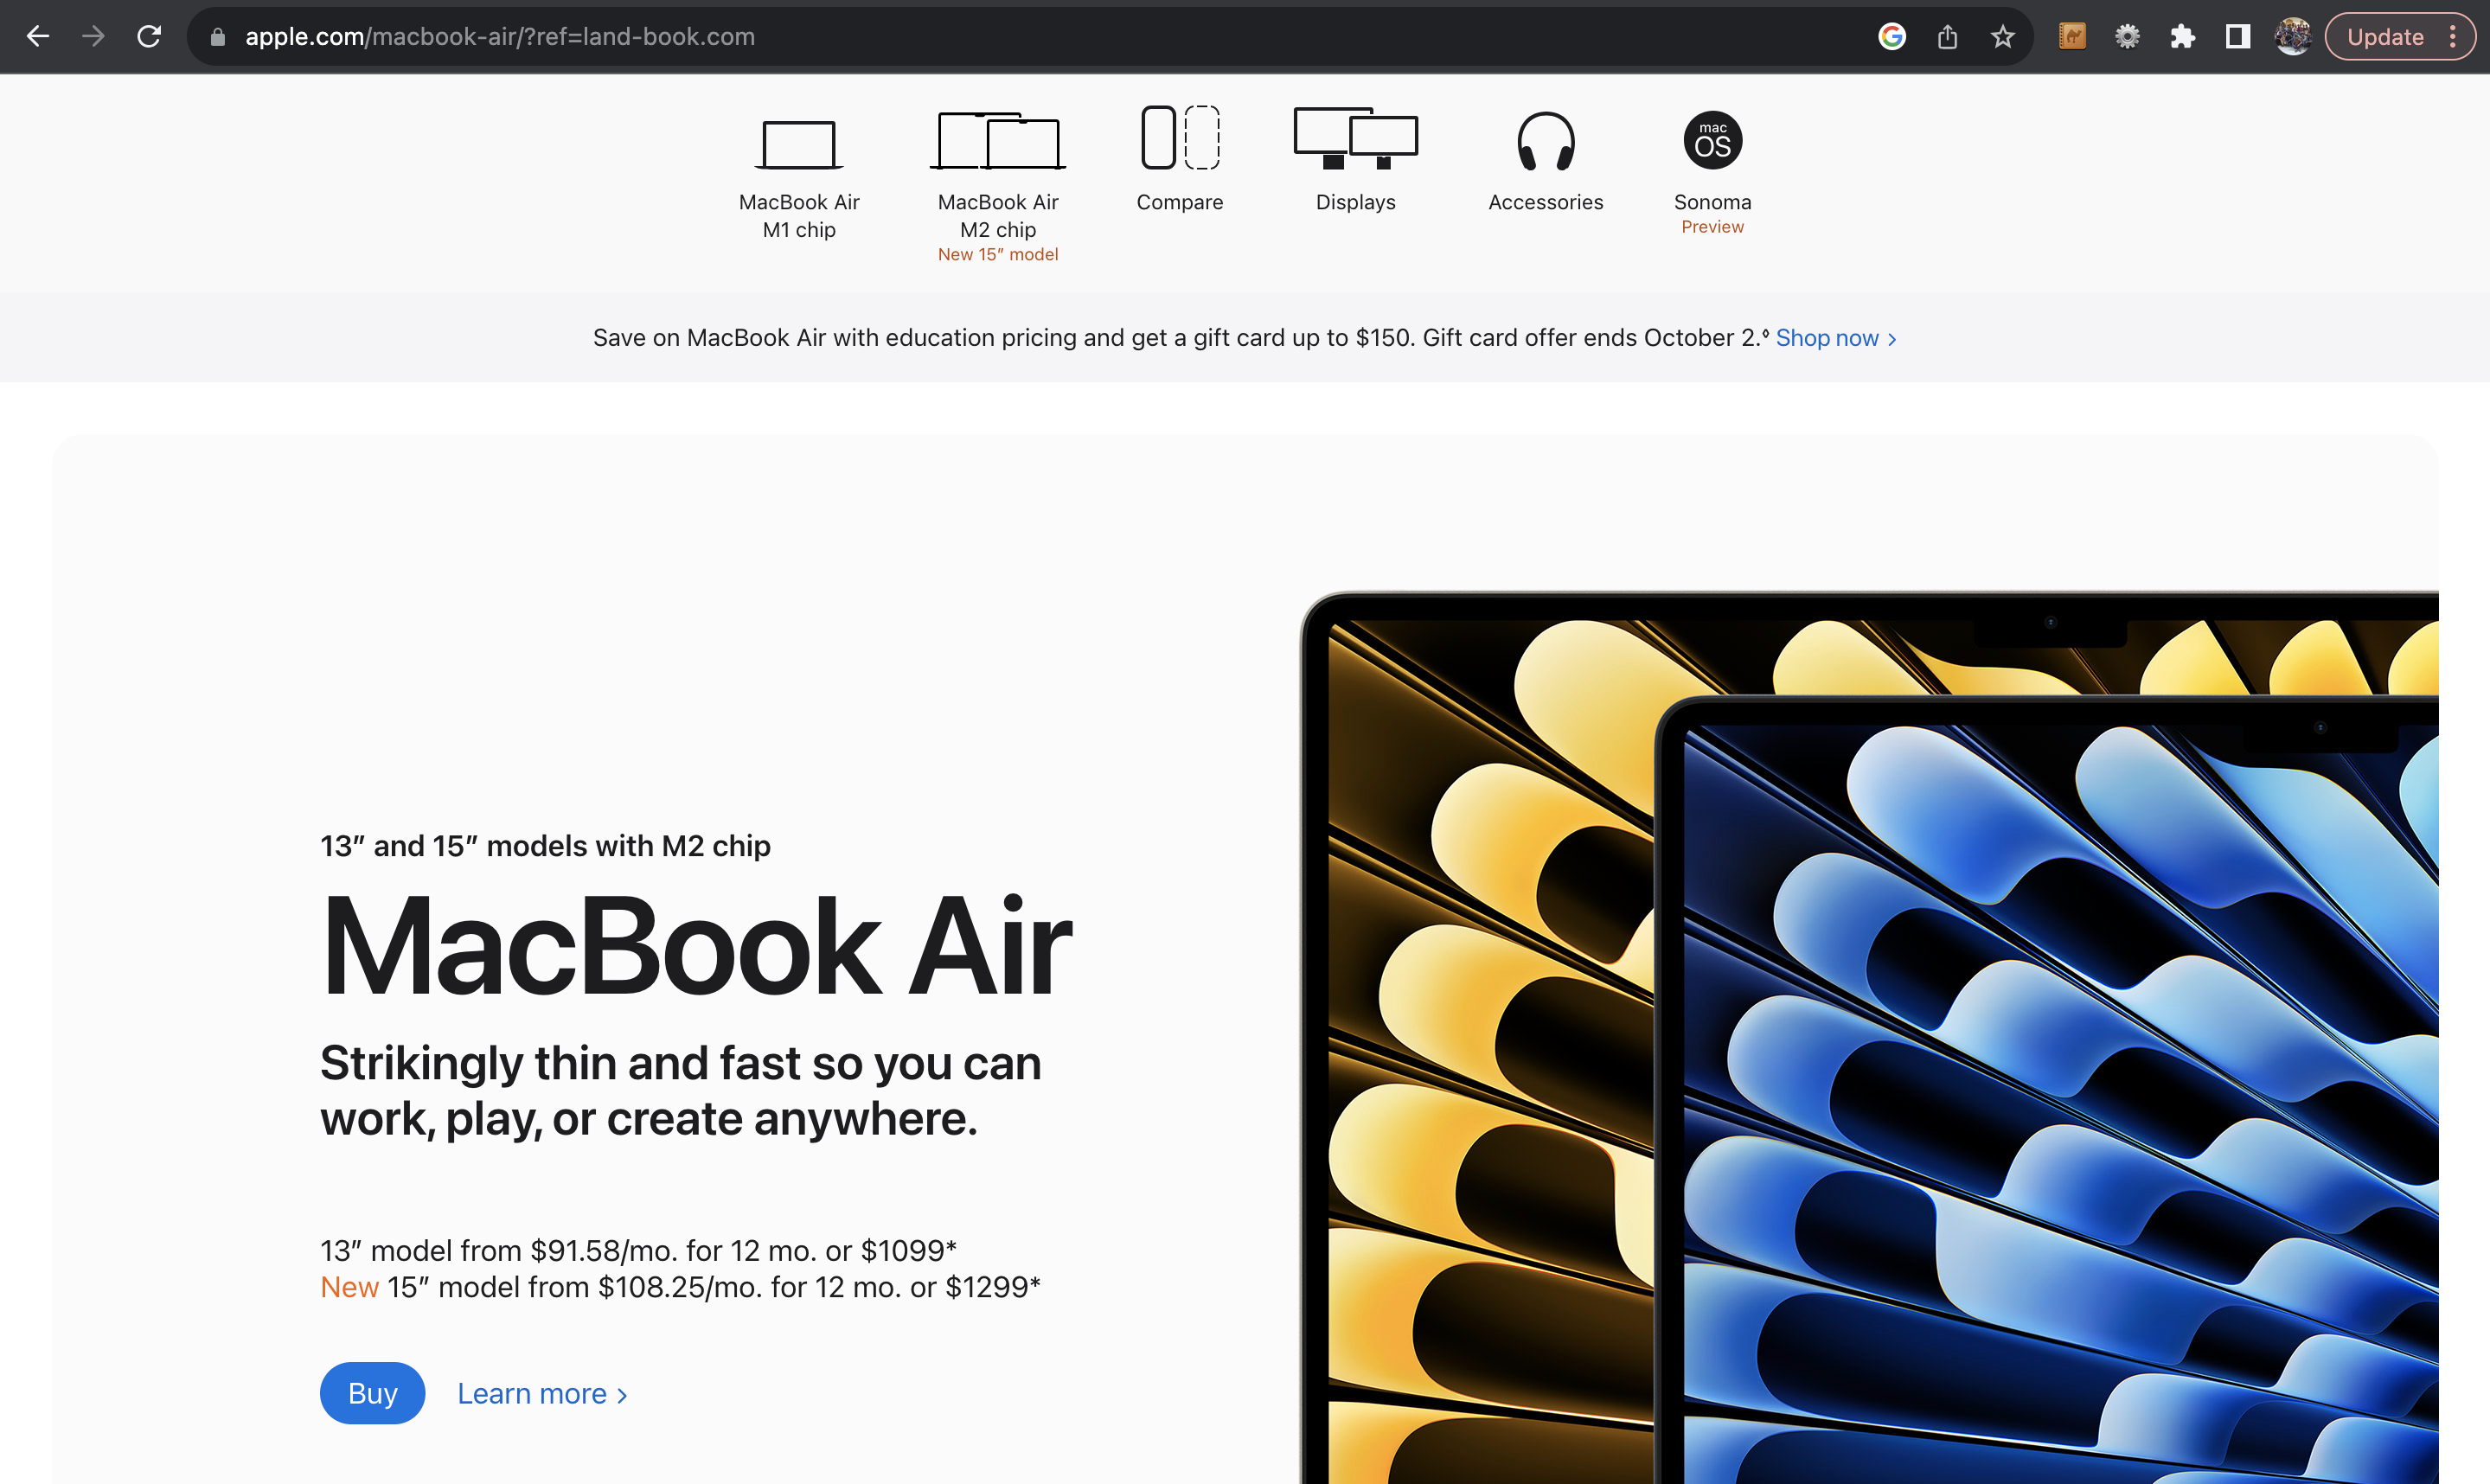 apple.com/macbook-air/?ref=land-book.com
Update
mac
OS
MacBook Air
M1 chip
MacBook Air
M2 chip
New 15″ model
Compare
Displays
Accessories
Sonoma
Preview
Save on MacBook Air with education pricing and get a gift card up to $150. Gift card offer ends October 2.◊ Shop now >
13″ and 15″ models with M2 chip
MacBook Air
Strikingly thin and fast so you can
work, play, or create anywhere.
13″ model from $91.58/mo. for 12 mo. or $1099*
New 15″ model from $108.25/mo. for 12 mo. or $1299*
Buy
Learn more >